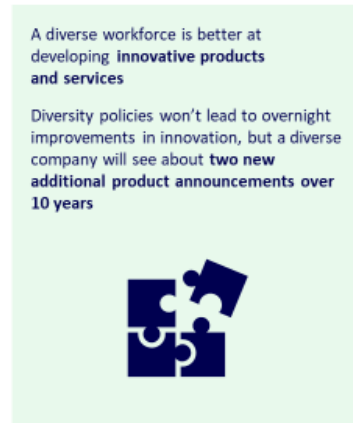 A diverse workforce is better at
developing innovative products
and services
Diversity policies won’t lead to overnight
improvements in innovation, but a diverse
company will see about two new
additional product announcements over
10 years